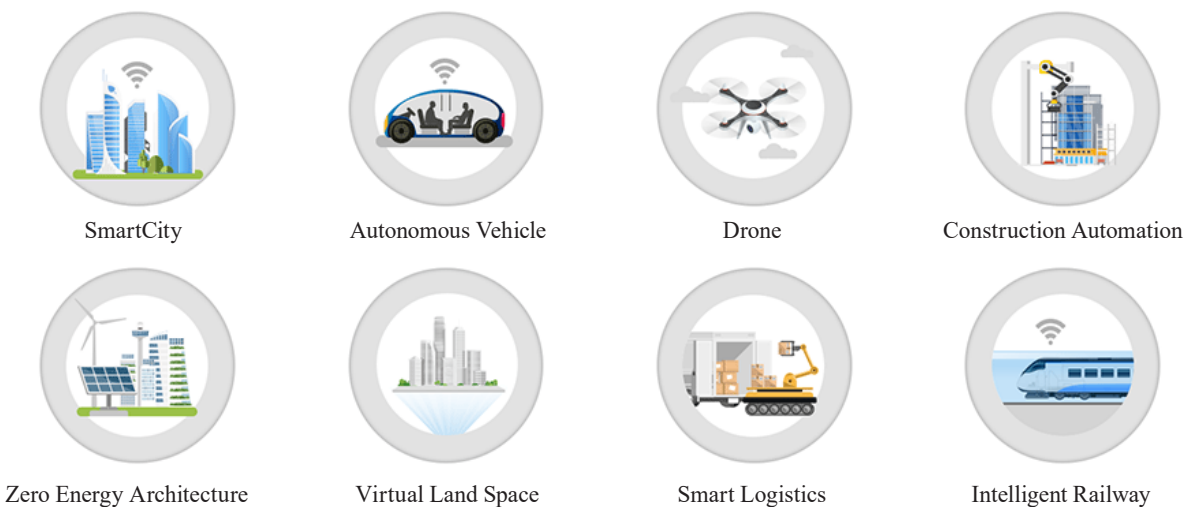 SmartCity
Autonomous Vehicle
Drone
Construction Automation
Zero Energy Architecture
Virtual Land Space
Smart Logistics
Intelligent Railway